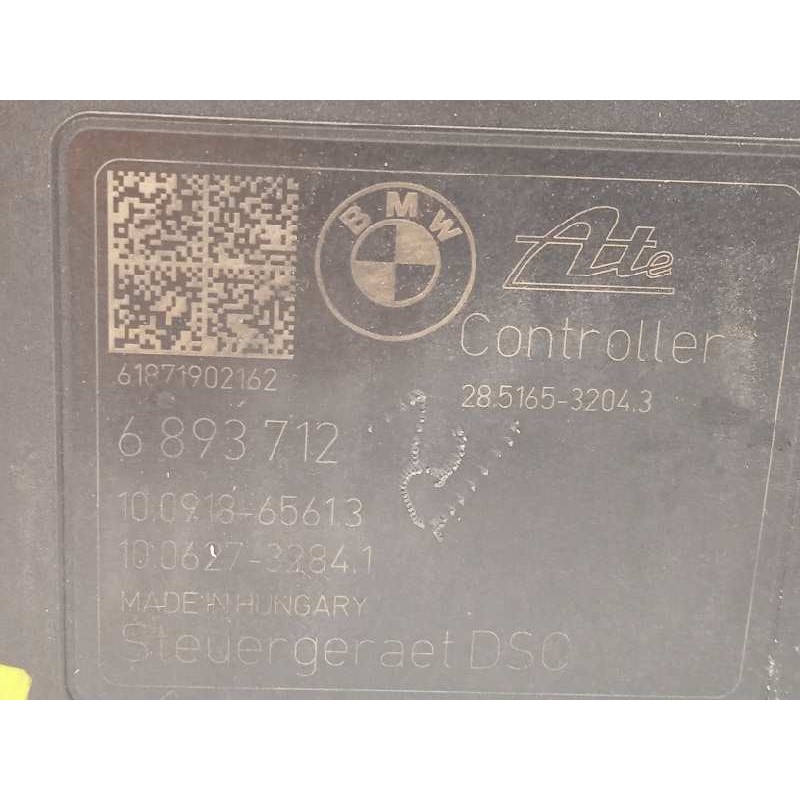 BMW
Ate
Controller
61871902162
28.5165-3204.3
6 893 712
10.0918-6561.3
10.0627-3284.1
MADE IN HUNGARY
Steuergeraet DSC